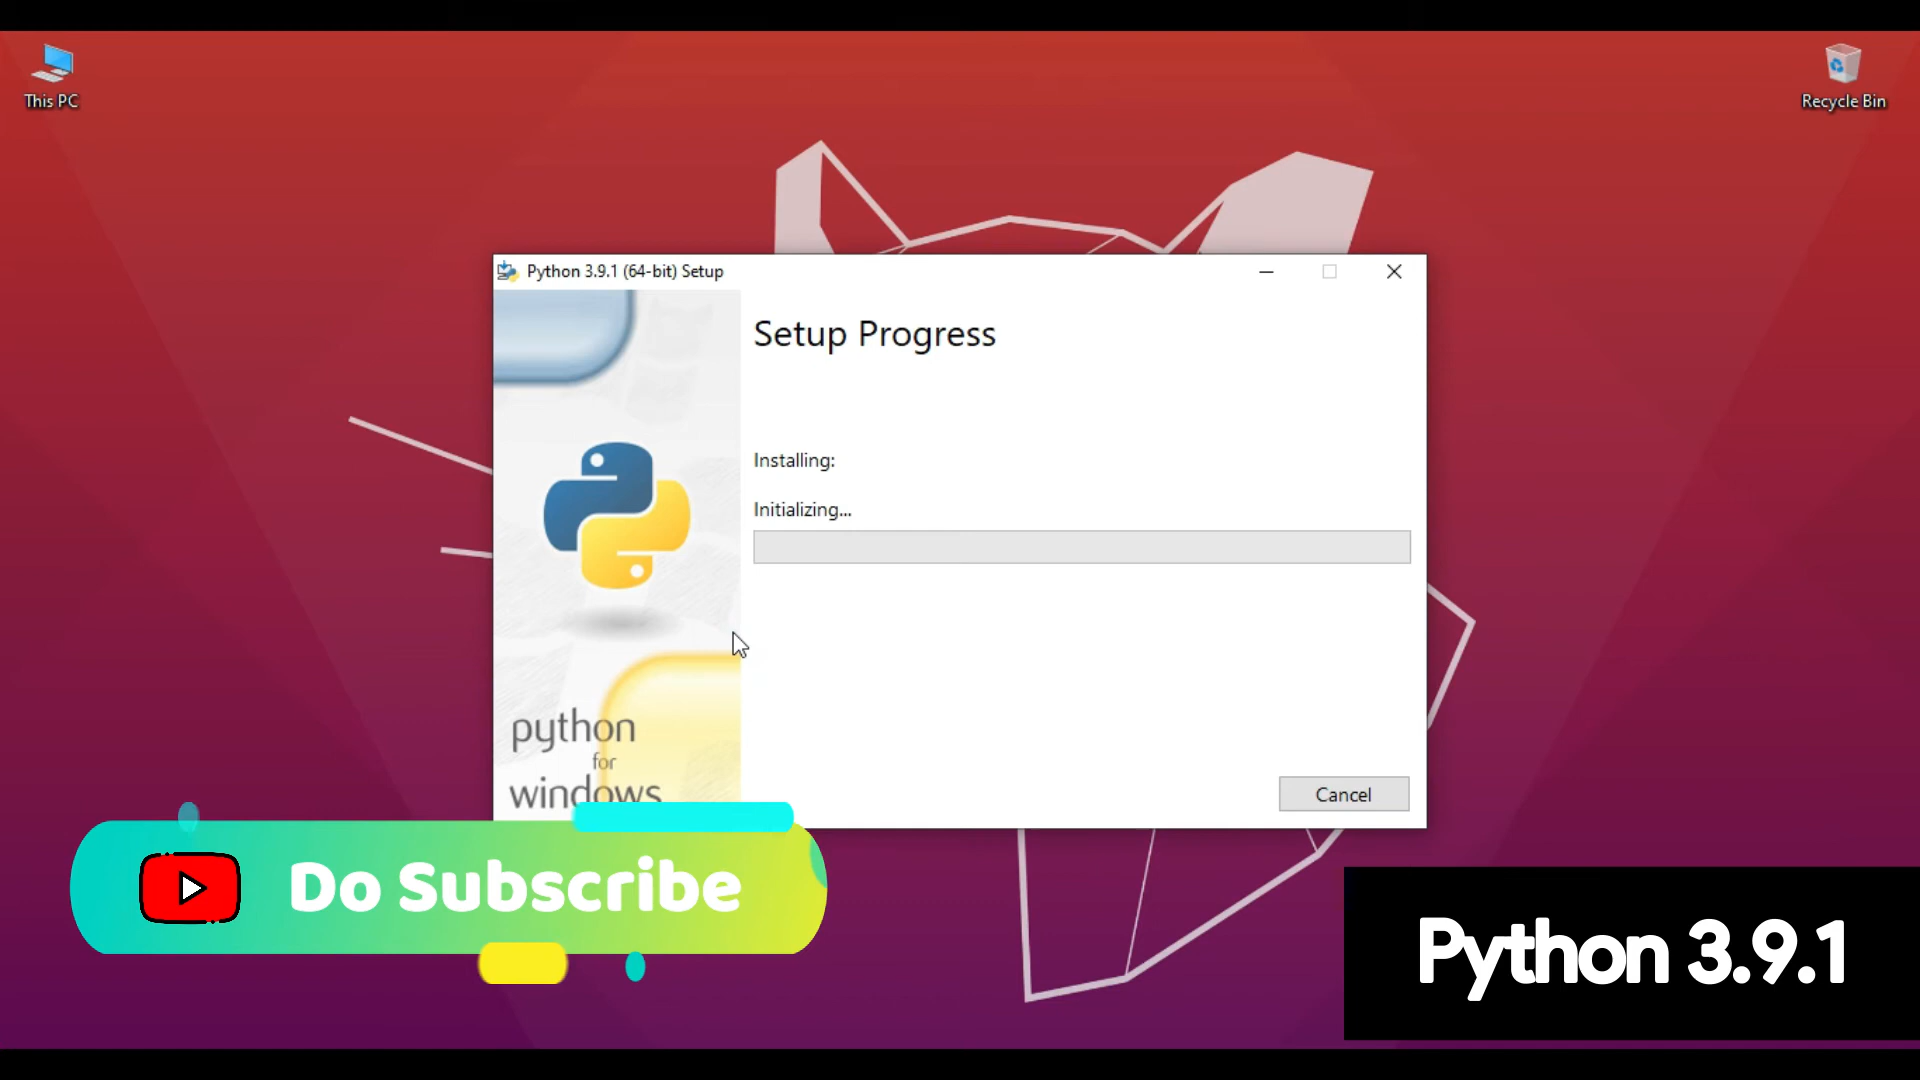 This PC
Recycle Bin
Python 3.9.1 (64-bit) Setup
Setup Progress
Installing:
Initializing...
python
for
windows
Cancel
Do Subscribe
Python 3.9.1